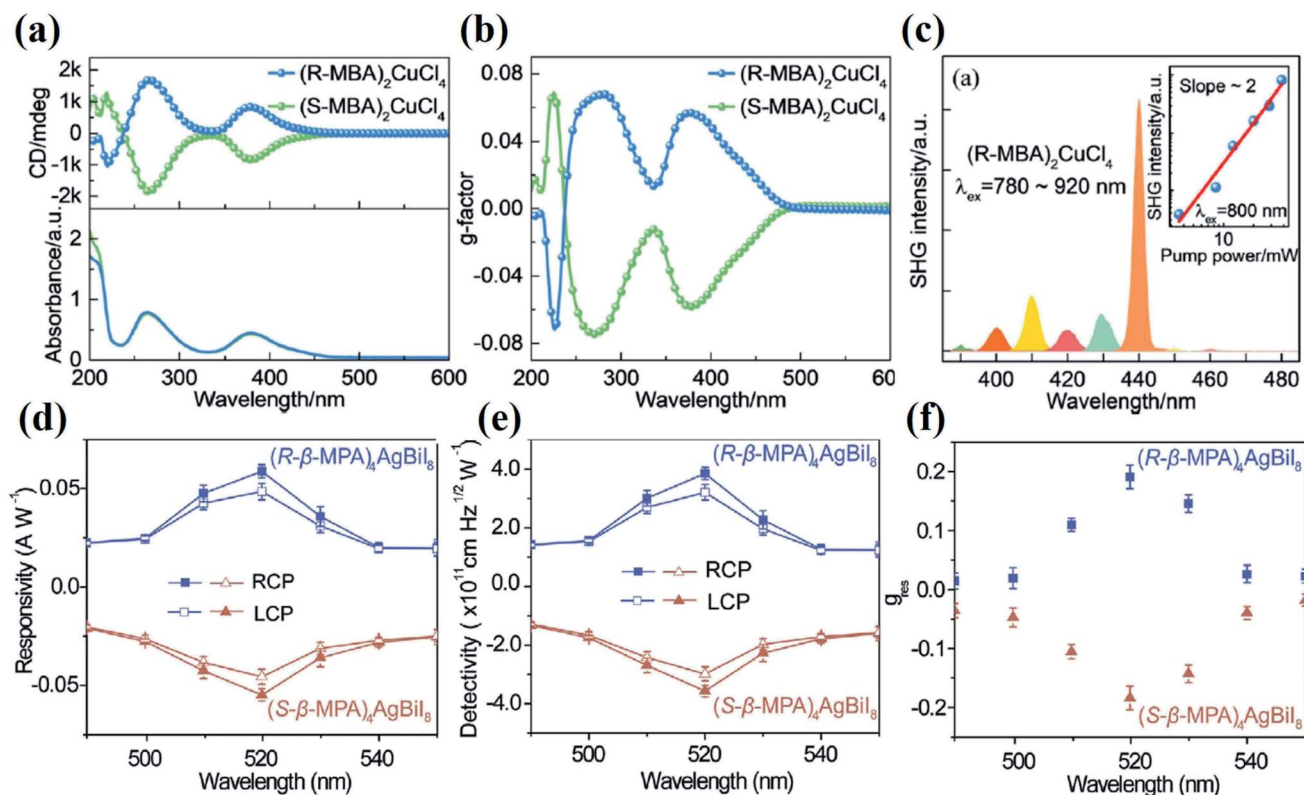 (a)
(R-MBA)₂CuCl₄
(S-MBA)₂CuCl₄
CD/mdeg
2k
1k
0
-1k
-2k
Absorbance/a.u.
2
1
0
200 300 400 500 600
Wavelength/nm
(b)
(R-MBA)₂CuCl₄
(S-MBA)₂CuCl₄
g-factor
0.08
0.04
0.00
-0.04
-0.08
200 300 400 500 600
Wavelength/nm
(c)
(a)
(R-MBA)₂CuCl₄
λex=780 ~ 920 nm
SHG intensity/a.u.
Slope ~ 2
SHG intensity/a.u.
λex=800 nm
10
Pump power/mW
400 420 440 460 480
Wavelength/nm
(d)
(R-β-MPA)₄AgBiI₈
Responsivity (A W⁻¹)
0.05
0.00
-0.05
RCP
LCP
(S-β-MPA)₄AgBiI₈
500 520 540
Wavelength (nm)
(e)
(R-β-MPA)₄AgBiI₈
Detectivity ( x10¹¹cm Hz ¹/² W⁻¹)
4.0
2.0
0.0
-2.0
-4.0
RCP
LCP
(S-β-MPA)₄AgBiI₈
500 520 540
Wavelength (nm)
(f)
(R-β-MPA)₄AgBiI₈
gres
0.2
0.1
0.0
-0.1
-0.2
(S-β-MPA)₄AgBiI₈
500 520 540
Wavelength (nm)